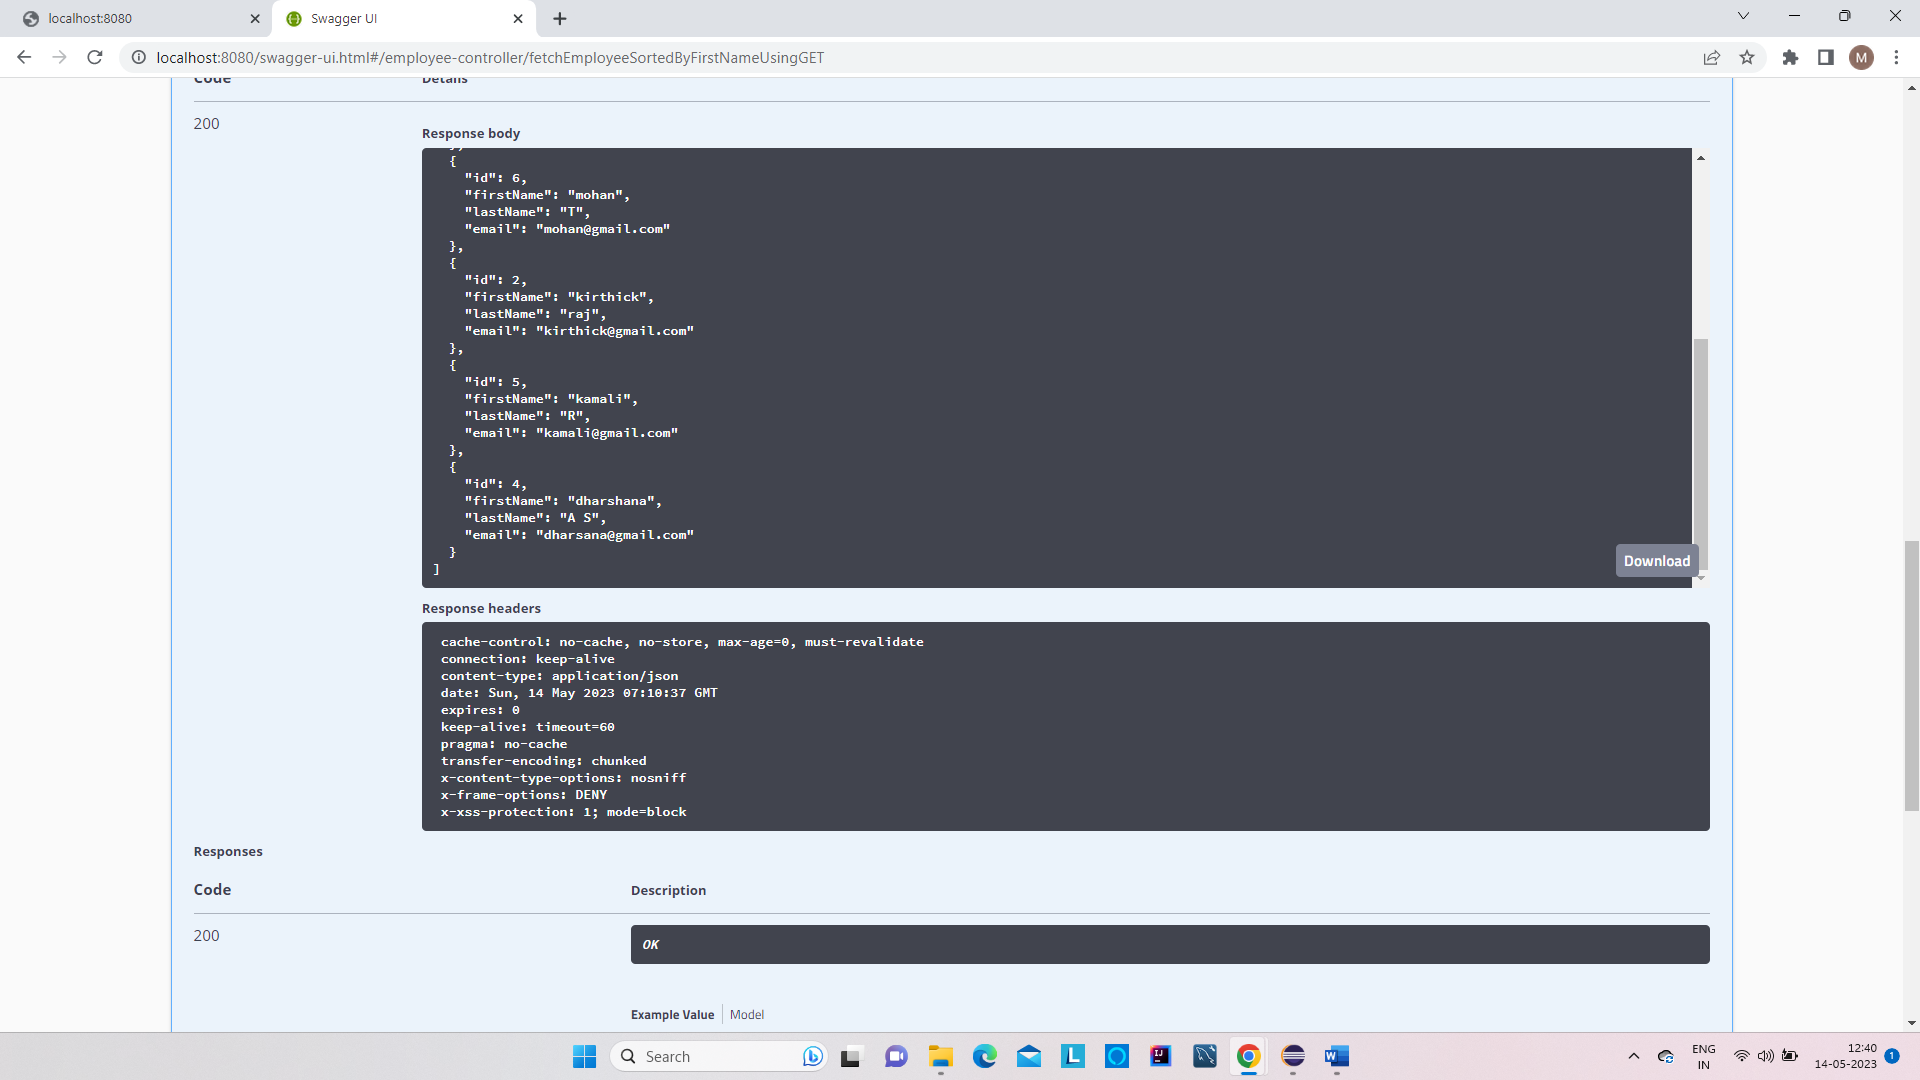 localhost:8080
Swagger UI
localhost:8080/swagger-ui.html#/employee-controller/fetchEmployeeSortedByFirstNameUsingGET
M
Code Details
200
Response body
},
{
"id": 6,
"firstName": "mohan",
"lastName": "T",
"email": "mohan@gmail.com"
},
{
"id": 2,
"firstName": "kirthick",
"lastName": "raj",
"email": "kirthick@gmail.com"
},
{
"id": 5,
"firstName": "kamali",
"lastName": "R",
"email": "kamali@gmail.com"
},
{
"id": 4,
"firstName": "dharshana",
"lastName": "A S",
"email": "dharsana@gmail.com"
}
]
Download
Response headers
cache-control: no-cache, no-store, max-age=0, must-revalidate
connection: keep-alive
content-type: application/json
date: Sun, 14 May 2023 07:10:37 GMT
expires: 0
keep-alive: timeout=60
pragma: no-cache
transfer-encoding: chunked
x-content-type-options: nosniff
x-frame-options: DENY
x-xss-protection: 1; mode=block
Responses
Code Description
200
OK
Example Value Model
Search
L
IJ
W
ENG
IN
12:40
14-05-2023
1